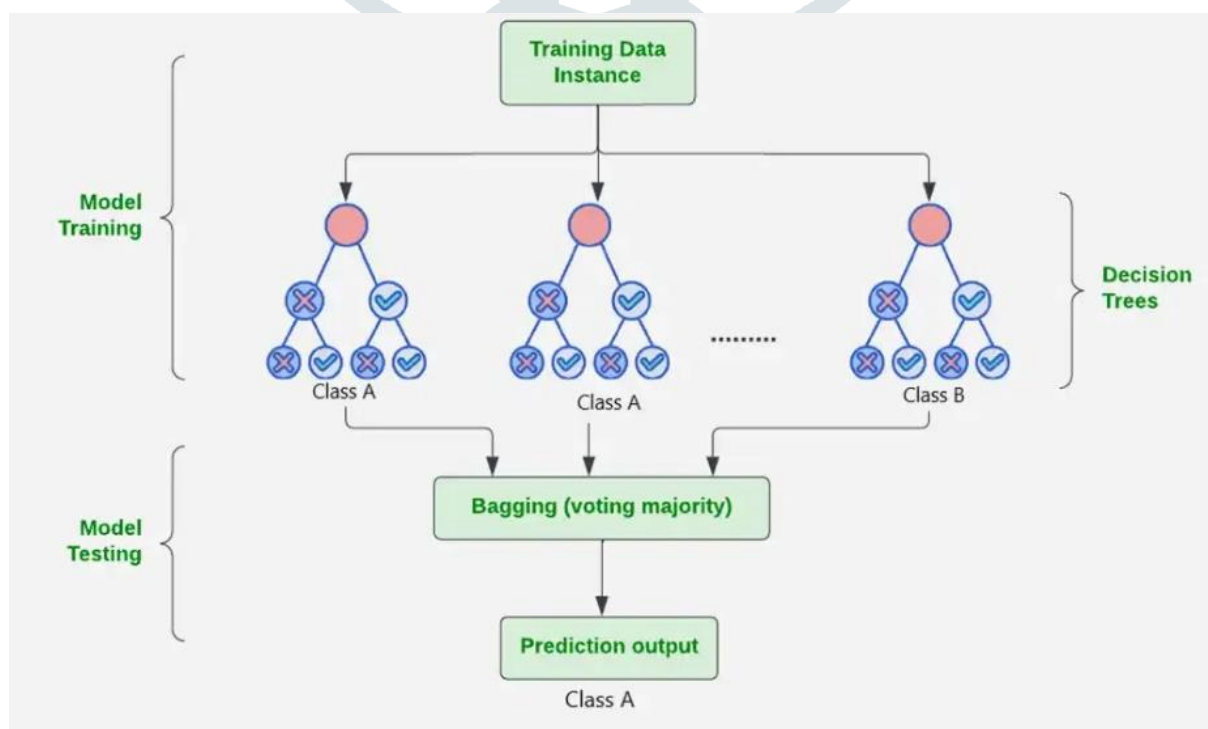 Training Data
Instance
Model
Training
Decision
Trees
.........
Class A
Class A
Class B
Bagging (voting majority)
Model
Testing
Prediction output
Class A